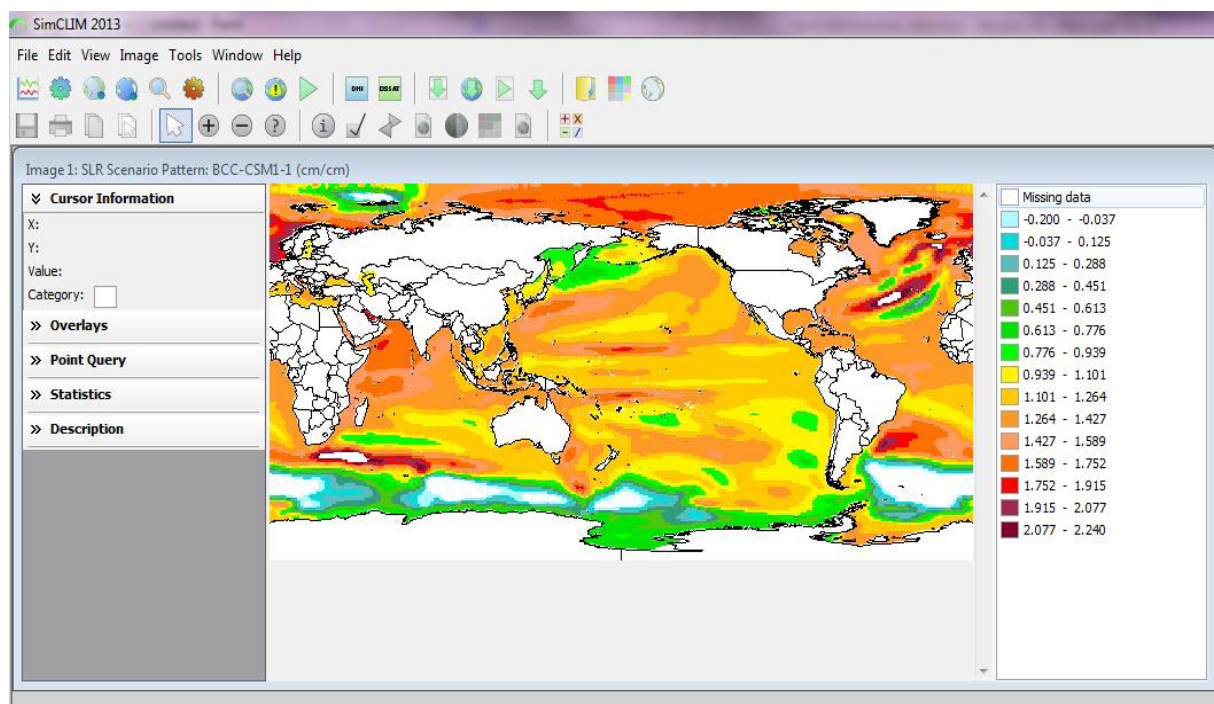 SimCLIM 2013
File Edit View Image Tools Window Help
DHI DSSAT
Image 1: SLR Scenario Pattern: BCC-CSM1-1 (cm/cm)
Cursor Information
X:
Y:
Value:
Category:
Overlays
Point Query
Statistics
Description
Missing data
-0.200 - -0.037
-0.037 - 0.125
0.125 - 0.288
0.288 - 0.451
0.451 - 0.613
0.613 - 0.776
0.776 - 0.939
0.939 - 1.101
1.101 - 1.264
1.264 - 1.427
1.427 - 1.589
1.589 - 1.752
1.752 - 1.915
1.915 - 2.077
2.077 - 2.240